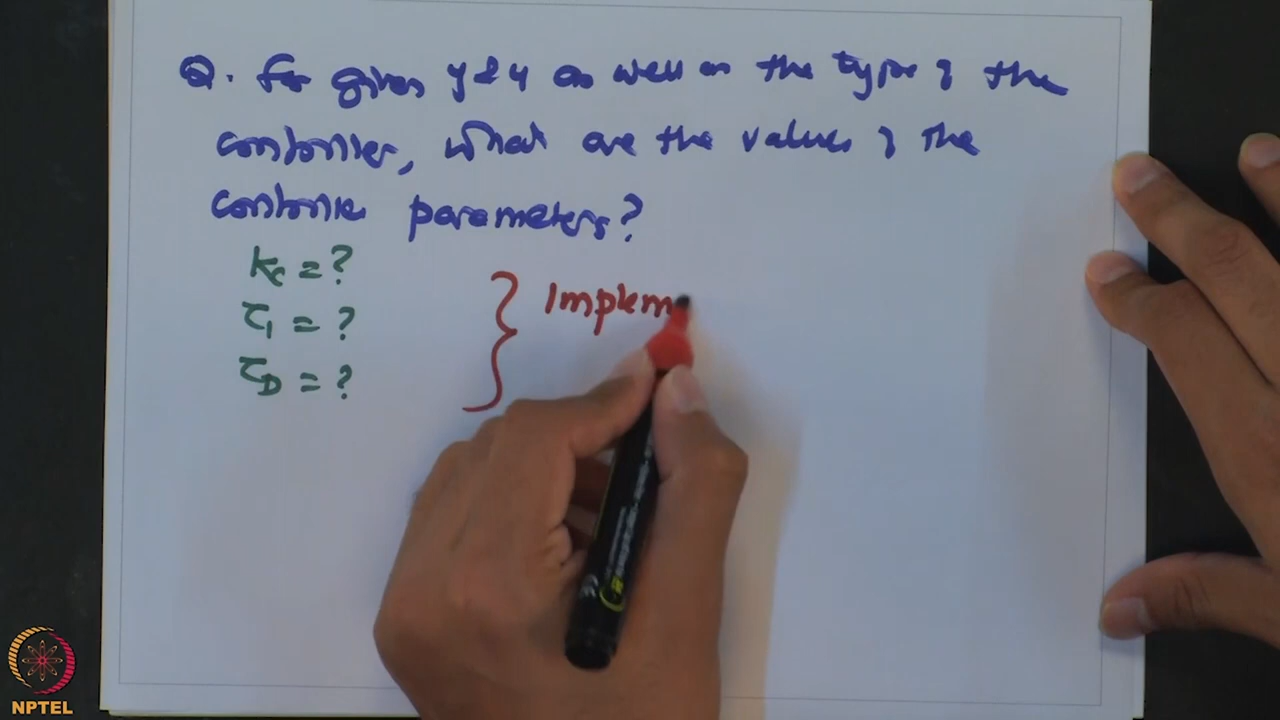 Q. For given y & u as well as the type of the
controller, what are the values of the
controller parameters?
Kc = ?
τI = ?
τD = ?
} Implem
NPTEL